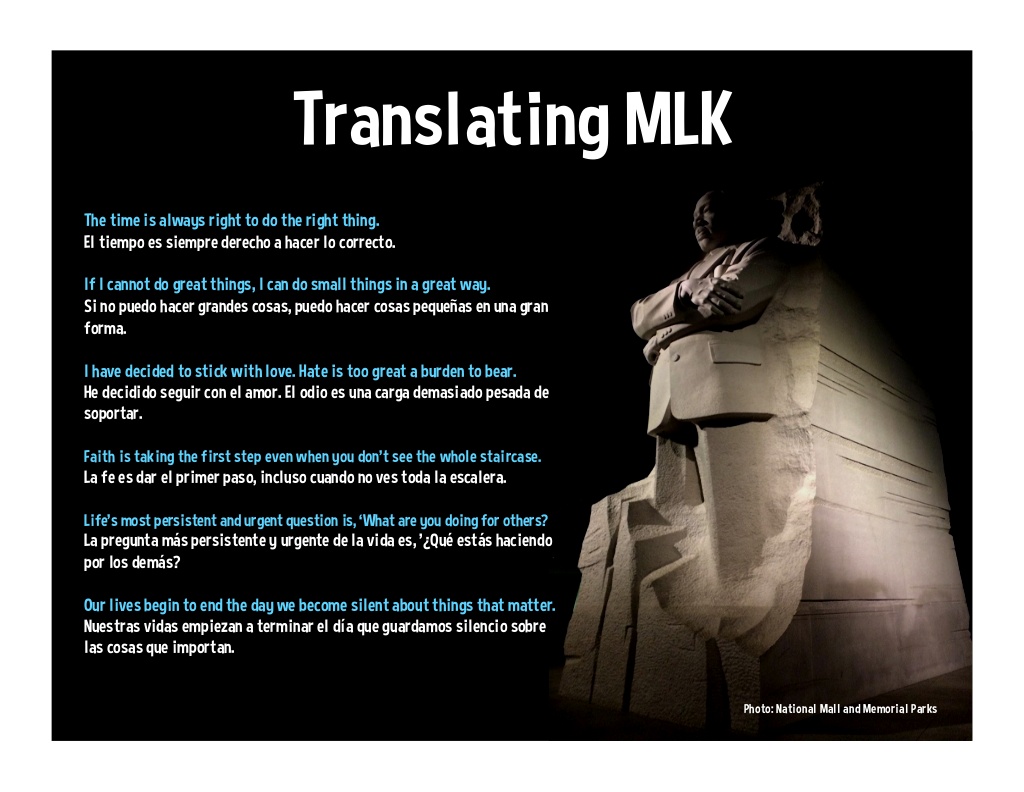 Translating MLK
The time is always right to do the right thing.
El tiempo es siempre derecho a hacer lo correcto.
If I cannot do great things, I can do small things in a great way.
Si no puedo hacer grandes cosas, puedo hacer cosas pequeñas en una gran
forma.
I have decided to stick with love. Hate is too great a burden to bear.
He decidido seguir con el amor. El odio es una carga demasiado pesada de
soportar.
Faith is taking the first step even when you don't see the whole staircase.
La fe es dar el primer paso, incluso cuando no ves toda la escalera.
Life's most persistent and urgent question is, ‘What are you doing for others?
La pregunta más persistente y urgente de la vida es, ’¿Qué estás haciendo
por los demás?
Our lives begin to end the day we become silent about things that matter.
Nuestras vidas empiezan a terminar el día que guardamos silencio sobre
las cosas que importan.
Photo: National Mall and Memorial Parks